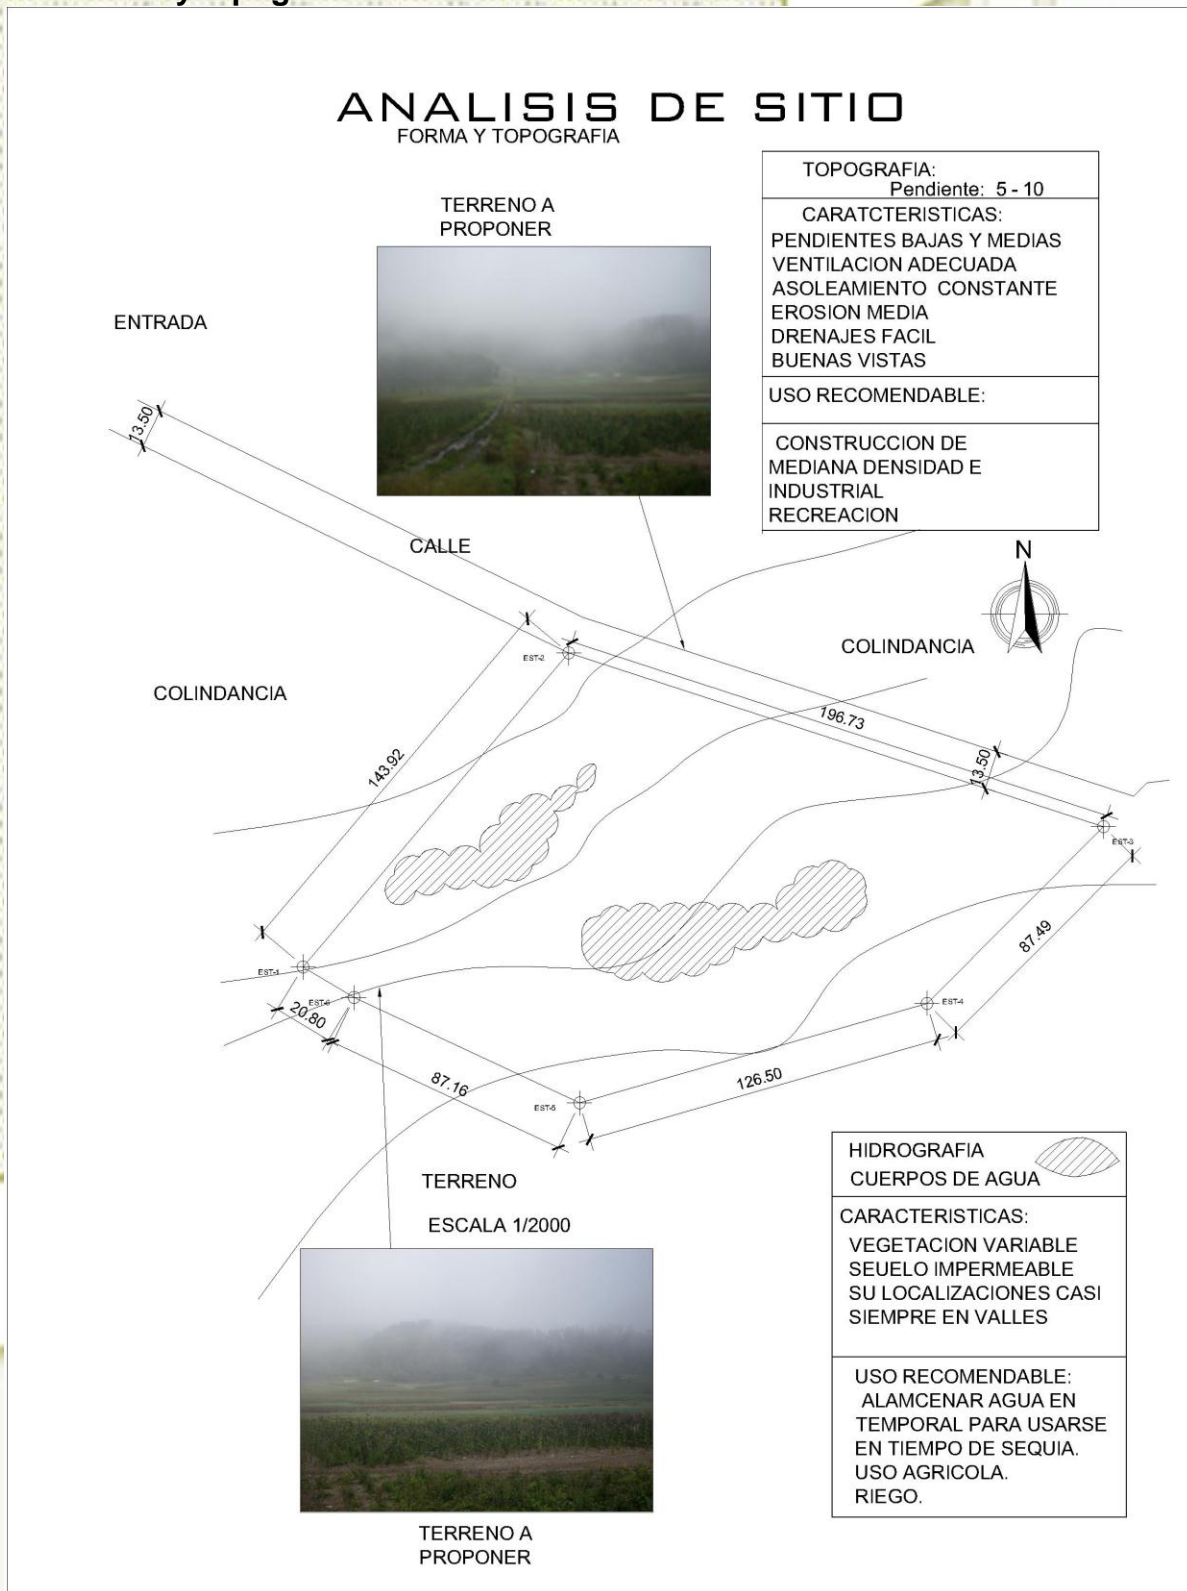 ANALISIS DE SITIO
FORMA Y TOPOGRAFIA
TERRENO A
PROPONER
TOPOGRAFIA:
Pendiente: 5 - 10
CARATCTERISTICAS:
PENDIENTES BAJAS Y MEDIAS
VENTILACION ADECUADA
ASOLEAMIENTO CONSTANTE
EROSION MEDIA
DRENAJES FACIL
BUENAS VISTAS
USO RECOMENDABLE:
CONSTRUCCION DE
MEDIANA DENSIDAD E
INDUSTRIAL
RECREACION
ENTRADA
13.50
CALLE
N
COLINDANCIA
EST-2
COLINDANCIA
196.73
143.92
13.50
EST-3
87.49
EST-1
EST-6
EST-4
20.80
87.16
126.50
EST-5
TERRENO
ESCALA 1/2000
HIDROGRAFIA
CUERPOS DE AGUA
CARACTERISTICAS:
VEGETACION VARIABLE
SEUELO IMPERMEABLE
SU LOCALIZACIONES CASI
SIEMPRE EN VALLES
USO RECOMENDABLE:
ALAMCENAR AGUA EN
TEMPORAL PARA USARSE
EN TIEMPO DE SEQUIA.
USO AGRICOLA.
RIEGO.
TERRENO A
PROPONER